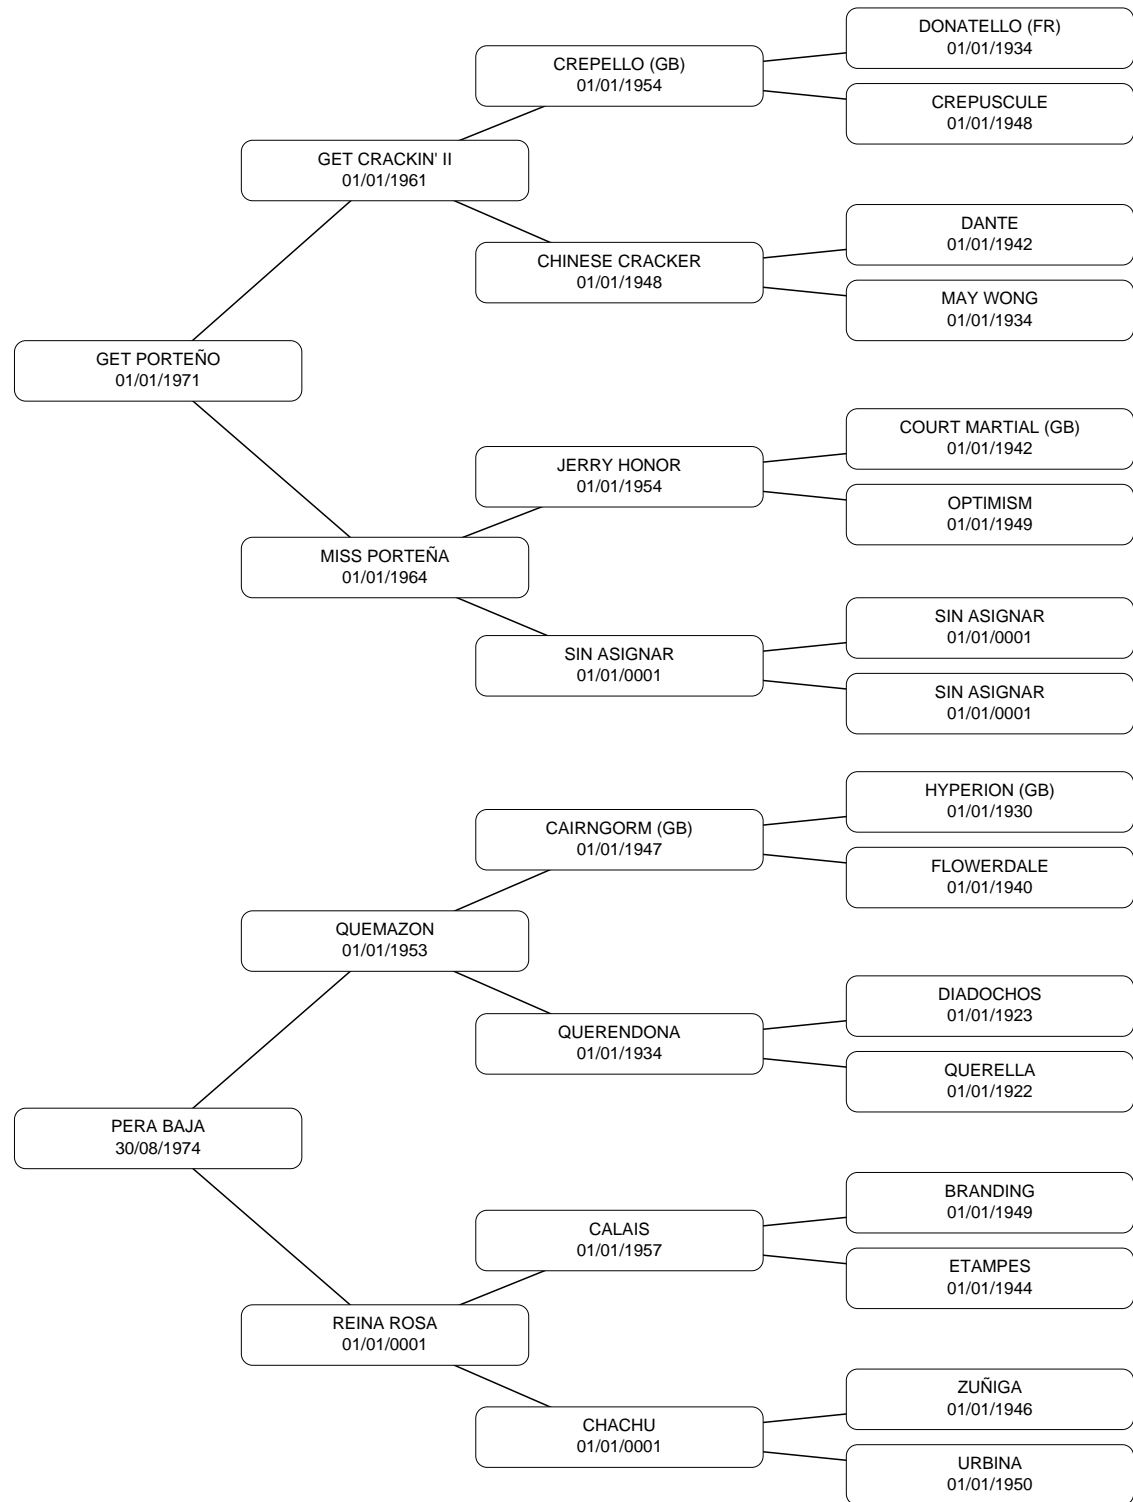 DONATELLO (FR)
01/01/1934
CREPELLO (GB)
01/01/1954
CREPUSCULE
01/01/1948
GET CRACKIN' II
01/01/1961
DANTE
01/01/1942
CHINESE CRACKER
01/01/1948
MAY WONG
01/01/1934
GET PORTEÑO
01/01/1971
COURT MARTIAL (GB)
01/01/1942
JERRY HONOR
01/01/1954
OPTIMISM
01/01/1949
MISS PORTEÑA
01/01/1964
SIN ASIGNAR
01/01/0001
SIN ASIGNAR
01/01/0001
SIN ASIGNAR
01/01/0001
HYPERION (GB)
01/01/1930
CAIRNGORM (GB)
01/01/1947
FLOWERDALE
01/01/1940
QUEMAZON
01/01/1953
DIADOCHOS
01/01/1923
QUERENDONA
01/01/1934
QUERELLA
01/01/1922
PERA BAJA
30/08/1974
BRANDING
01/01/1949
CALAIS
01/01/1957
ETAMPES
01/01/1944
REINA ROSA
01/01/0001
ZUÑIGA
01/01/1946
CHACHU
01/01/0001
URBINA
01/01/1950